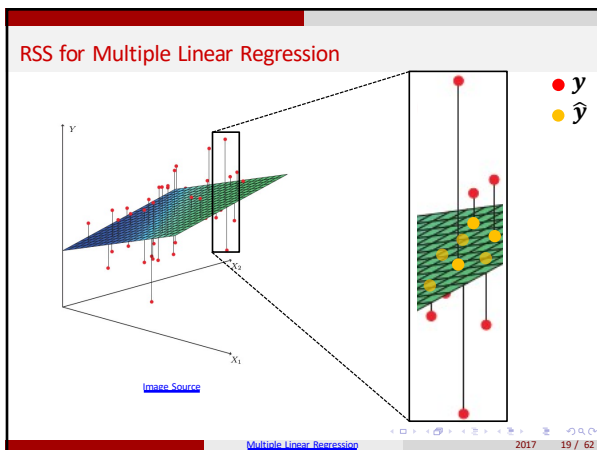 RSS for Multiple Linear Regression
y
ŷ
Y
X₂
X₁
Image Source
Multiple Linear Regression 2017 19 / 62